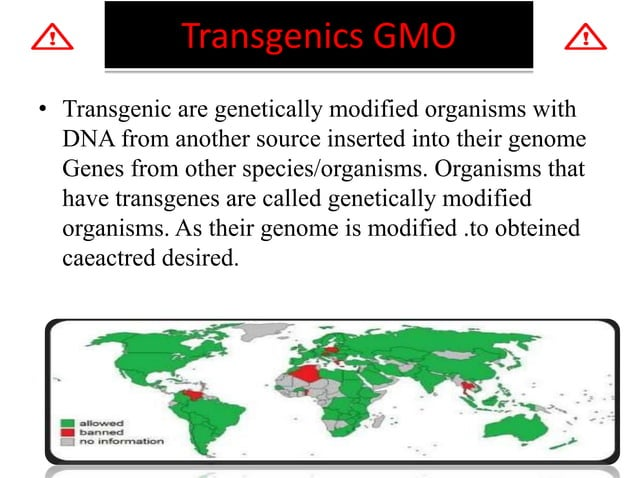 Transgenics GMO
• Transgenic are genetically modified organisms with
DNA from another source inserted into their genome
Genes from other species/organisms. Organisms that
have transgenes are called genetically modified
organisms. As their genome is modified .to obteined
caeactred desired.
allowed
banned
no information